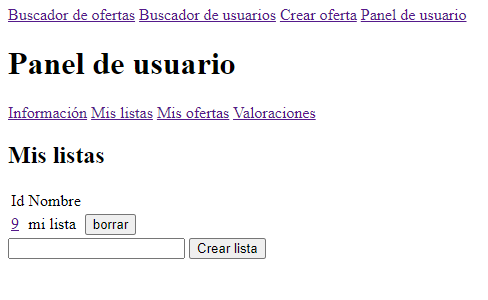 Buscador de ofertas Buscador de usuarios Crear oferta Panel de usuario
Panel de usuario
Información Mis listas Mis ofertas Valoraciones
Mis listas
Id Nombre
9 mi lista borrar
Crear lista